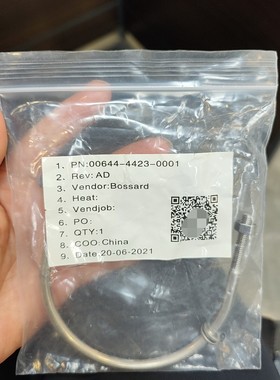 1. PN:00644-4423-0001
2. Rev:AD
3. Vendor:Bossard
4. Heat:
5. Vendjob:
6. PO:
7. QTY:1
8. COO:China
9. Date:20-06-2021